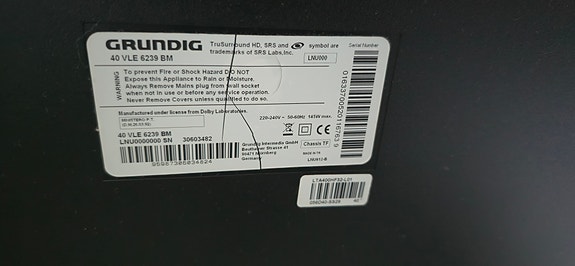 GRUNDIG
TruSurround HD, SRS and symbol are
trademarks of SRS Labs, Inc.
40 VLE 6239 BM
LNU000
Serial Number
WARNING
To prevent Fire or Shock Hazard DO NOT
Expose this Appliance to Rain or Moisture.
Always Remove Mains plug from wall socket
when not in use or before any service operation.
Never Remove Covers unless qualified to do so.
Manufactured under license from Dolby Laboratories.
220-240V ~ 50-60Hz
40 VLE 6239 BM
LNU0000000 SN 30603482
Grundig Intermedia GmbH
Beuthener Strasse 41
90471 Nürnberg
Germany
Chassis TF
LTA400HF32-L01